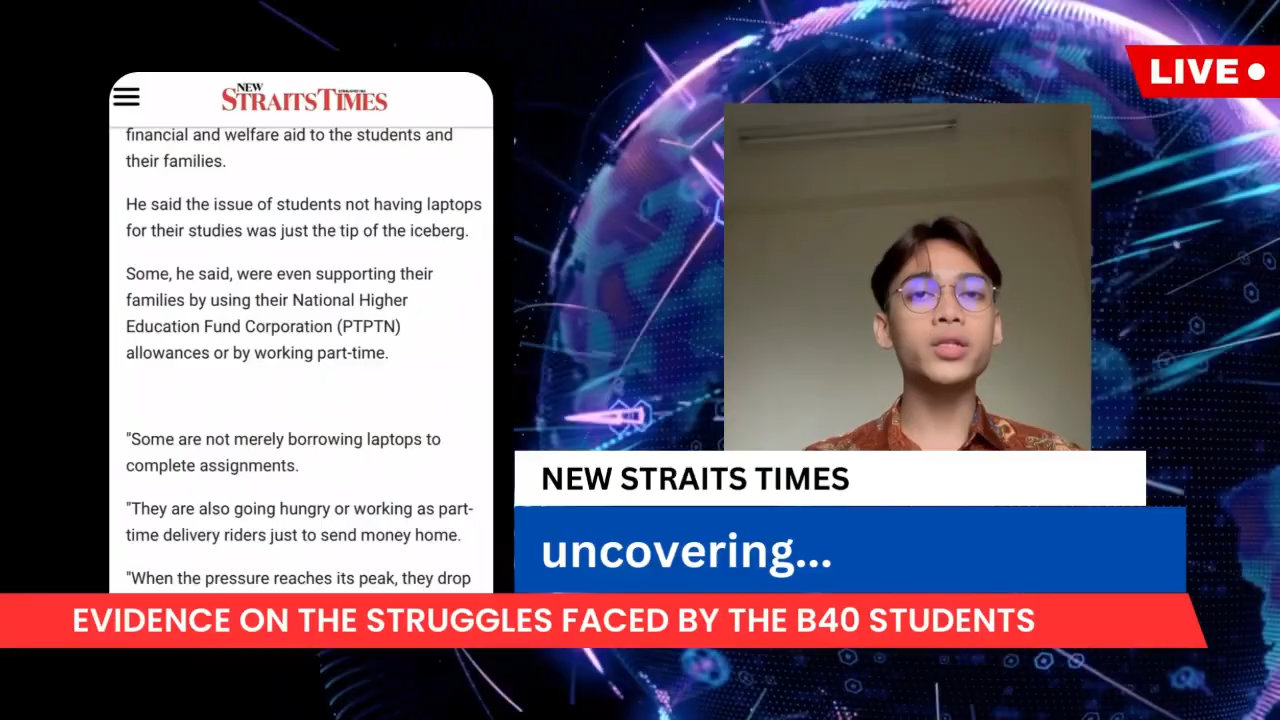 LIVE
NEW
STRAITS TIMES
financial and welfare aid to the students and
their families.
He said the issue of students not having laptops
for their studies was just the tip of the iceberg.
Some, he said, were even supporting their
families by using their National Higher
Education Fund Corporation (PTPTN)
allowances or by working part-time.
"Some are not merely borrowing laptops to
complete assignments.
"They are also going hungry or working as part-
time delivery riders just to send money home.
"When the pressure reaches its peak, they drop
NEW STRAITS TIMES
uncovering...
EVIDENCE ON THE STRUGGLES FACED BY THE B40 STUDENTS